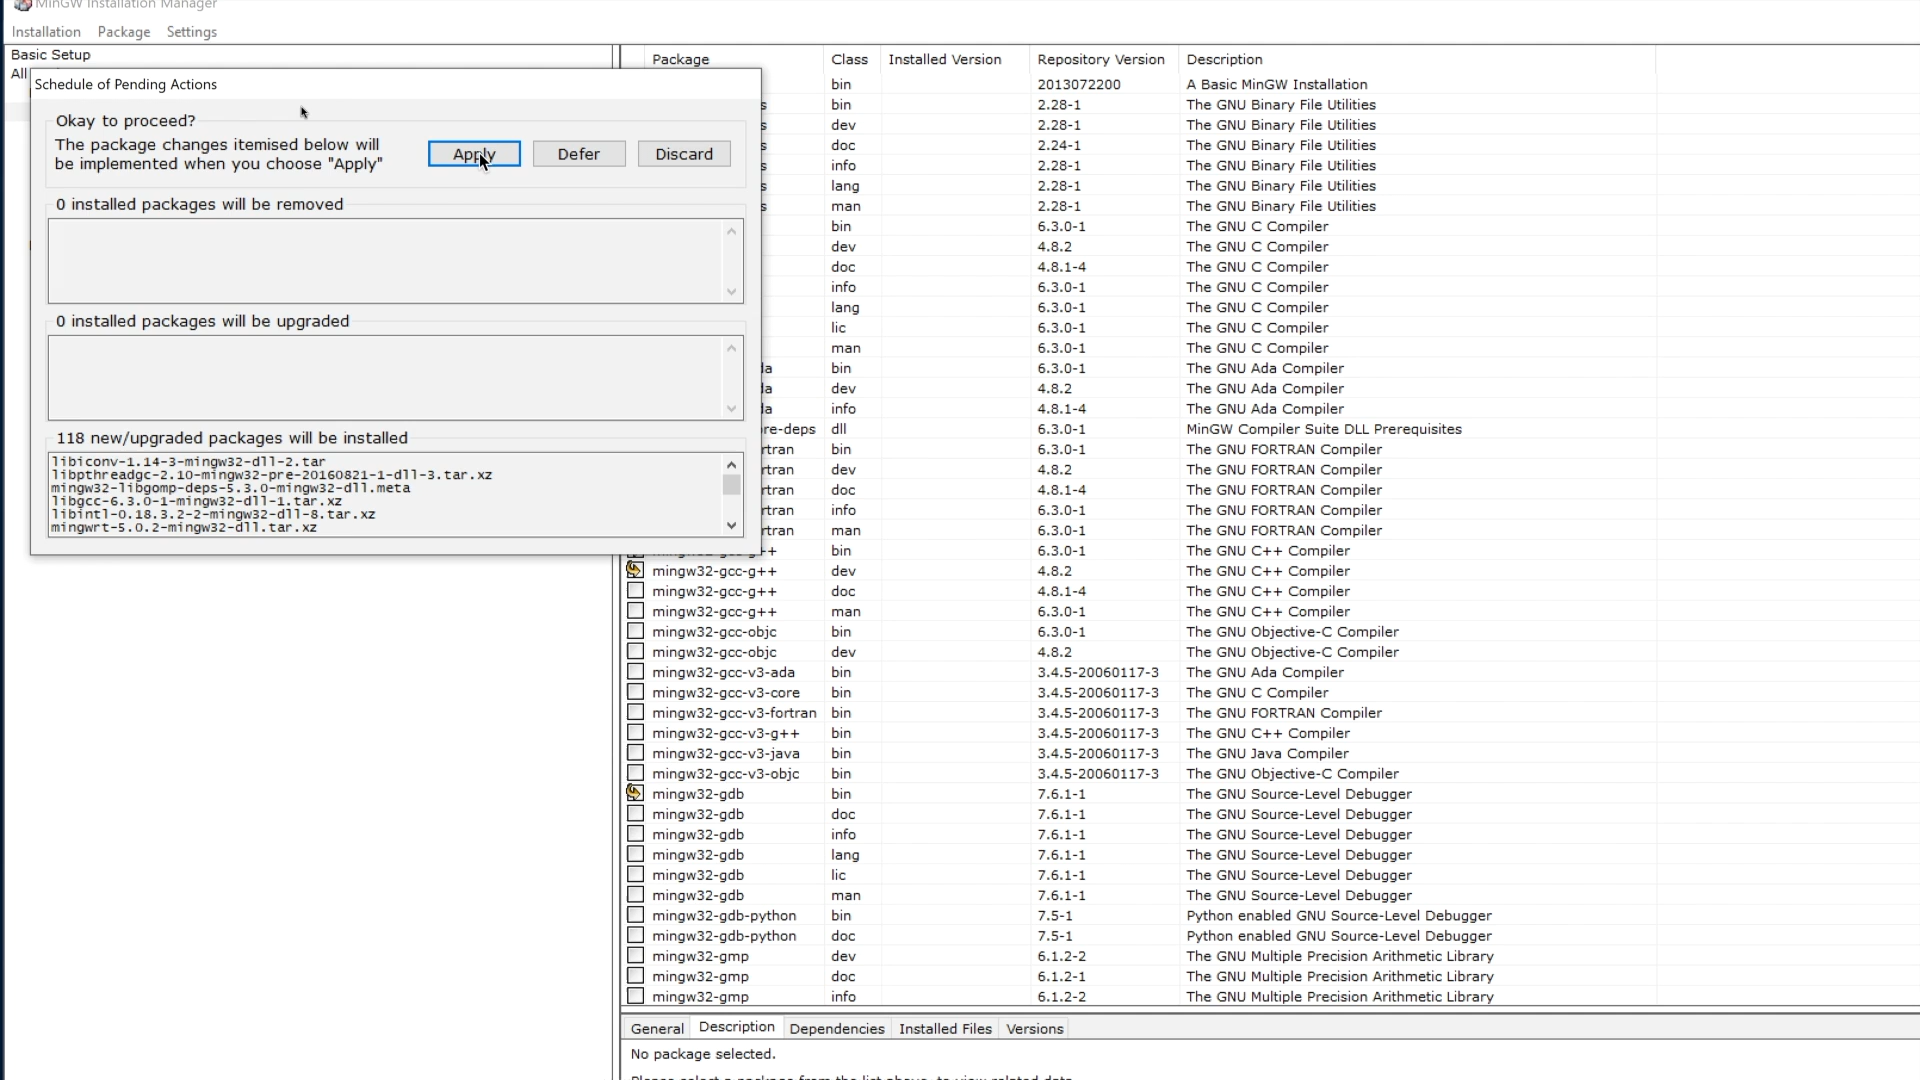 MinGW Installation Manager
Installation Package Settings
Basic Setup
All
Schedule of Pending Actions
Okay to proceed?
The package changes itemised below will
be implemented when you choose "Apply"
Apply Defer Discard
0 installed packages will be removed
0 installed packages will be upgraded
118 new/upgraded packages will be installed
libiconv-1.14-3-mingw32-dll-2.tar
libpthreadgc-2.10-mingw32-pre-20160821-1-dll-3.tar.xz
mingw32-libgomp-deps-5.3.0-mingw32-dll.meta
libgcc-6.3.0-1-mingw32-dll-1.tar.xz
libintl-0.18.3.2-2-mingw32-dll-8.tar.xz
mingwrt-5.0.2-mingw32-dll.tar.xz
Package Class Installed Version Repository Version Description
bin 2013072200 A Basic MinGW Installation
s bin 2.28-1 The GNU Binary File Utilities
s dev 2.28-1 The GNU Binary File Utilities
s doc 2.24-1 The GNU Binary File Utilities
s info 2.28-1 The GNU Binary File Utilities
s lang 2.28-1 The GNU Binary File Utilities
s man 2.28-1 The GNU Binary File Utilities
bin 6.3.0-1 The GNU C Compiler
dev 4.8.2 The GNU C Compiler
doc 4.8.1-4 The GNU C Compiler
info 6.3.0-1 The GNU C Compiler
lang 6.3.0-1 The GNU C Compiler
lic 6.3.0-1 The GNU C Compiler
man 6.3.0-1 The GNU C Compiler
da bin 6.3.0-1 The GNU Ada Compiler
da dev 4.8.2 The GNU Ada Compiler
da info 4.8.1-4 The GNU Ada Compiler
re-deps dll 6.3.0-1 MinGW Compiler Suite DLL Prerequisites
rtran bin 6.3.0-1 The GNU FORTRAN Compiler
rtran dev 4.8.2 The GNU FORTRAN Compiler
rtran doc 4.8.1-4 The GNU FORTRAN Compiler
rtran info 6.3.0-1 The GNU FORTRAN Compiler
rtran man 6.3.0-1 The GNU FORTRAN Compiler
mingw32-gcc-g++ bin 6.3.0-1 The GNU C++ Compiler
mingw32-gcc-g++ dev 4.8.2 The GNU C++ Compiler
mingw32-gcc-g++ doc 4.8.1-4 The GNU C++ Compiler
mingw32-gcc-g++ man 6.3.0-1 The GNU C++ Compiler
mingw32-gcc-objc bin 6.3.0-1 The GNU Objective-C Compiler
mingw32-gcc-objc dev 4.8.2 The GNU Objective-C Compiler
mingw32-gcc-v3-ada bin 3.4.5-20060117-3 The GNU Ada Compiler
mingw32-gcc-v3-core bin 3.4.5-20060117-3 The GNU C Compiler
mingw32-gcc-v3-fortran bin 3.4.5-20060117-3 The GNU FORTRAN Compiler
mingw32-gcc-v3-g++ bin 3.4.5-20060117-3 The GNU C++ Compiler
mingw32-gcc-v3-java bin 3.4.5-20060117-3 The GNU Java Compiler
mingw32-gcc-v3-objc bin 3.4.5-20060117-3 The GNU Objective-C Compiler
mingw32-gdb bin 7.6.1-1 The GNU Source-Level Debugger
mingw32-gdb doc 7.6.1-1 The GNU Source-Level Debugger
mingw32-gdb info 7.6.1-1 The GNU Source-Level Debugger
mingw32-gdb lang 7.6.1-1 The GNU Source-Level Debugger
mingw32-gdb lic 7.6.1-1 The GNU Source-Level Debugger
mingw32-gdb man 7.6.1-1 The GNU Source-Level Debugger
mingw32-gdb-python bin 7.5-1 Python enabled GNU Source-Level Debugger
mingw32-gdb-python doc 7.5-1 Python enabled GNU Source-Level Debugger
mingw32-gmp dev 6.1.2-2 The GNU Multiple Precision Arithmetic Library
mingw32-gmp doc 6.1.2-1 The GNU Multiple Precision Arithmetic Library
mingw32-gmp info 6.1.2-2 The GNU Multiple Precision Arithmetic Library
General Description Dependencies Installed Files Versions
No package selected.
Please select a package from the list above, to view related data.